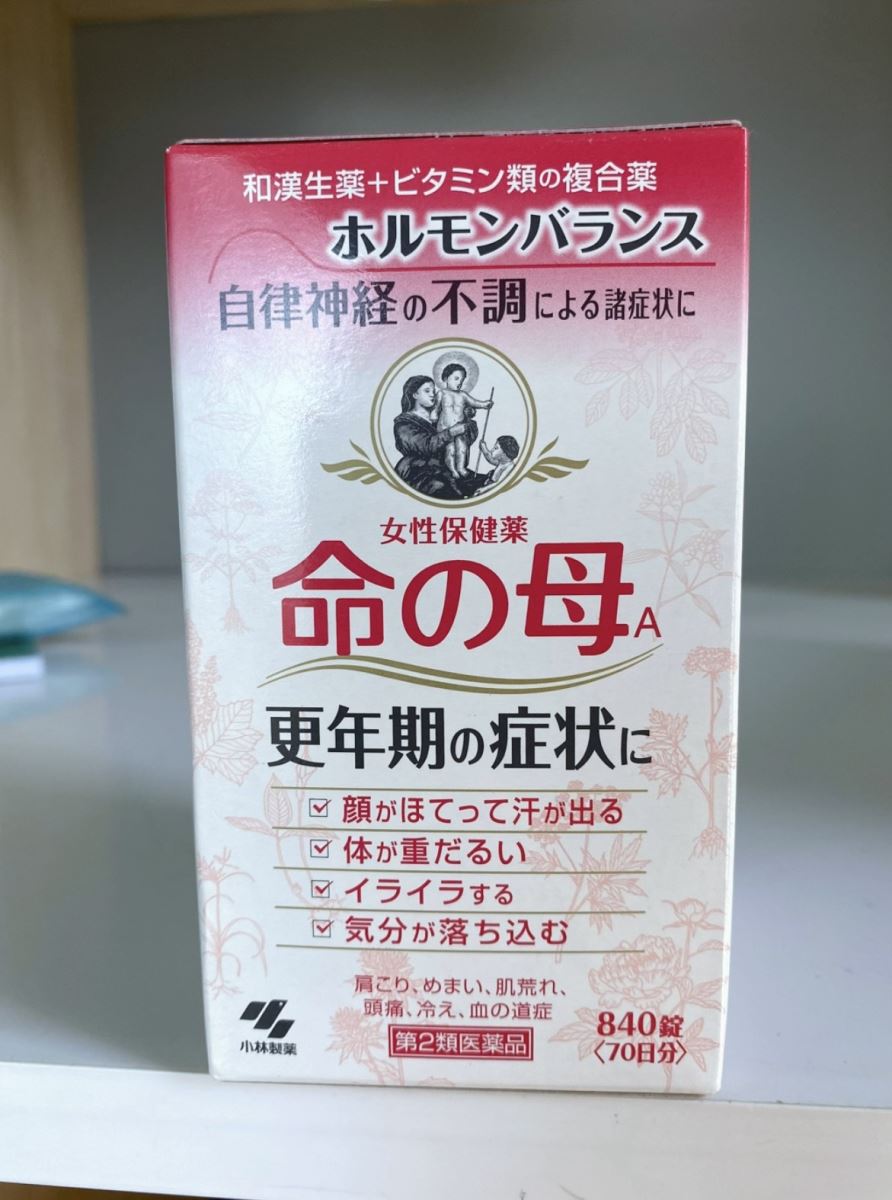 和漢生薬+ビタミン類の複合薬
ホルモンバランス
自律神経の不調による諸症状に
女性保健薬
命の母A
更年期の症状に
顔がほてって汗が出る
体が重だるい
イライラする
気分が落ち込む
肩こり、めまい、肌荒れ、
頭痛、冷え、血の道症
第2類医薬品
小林製薬
840錠
〈70日分〉